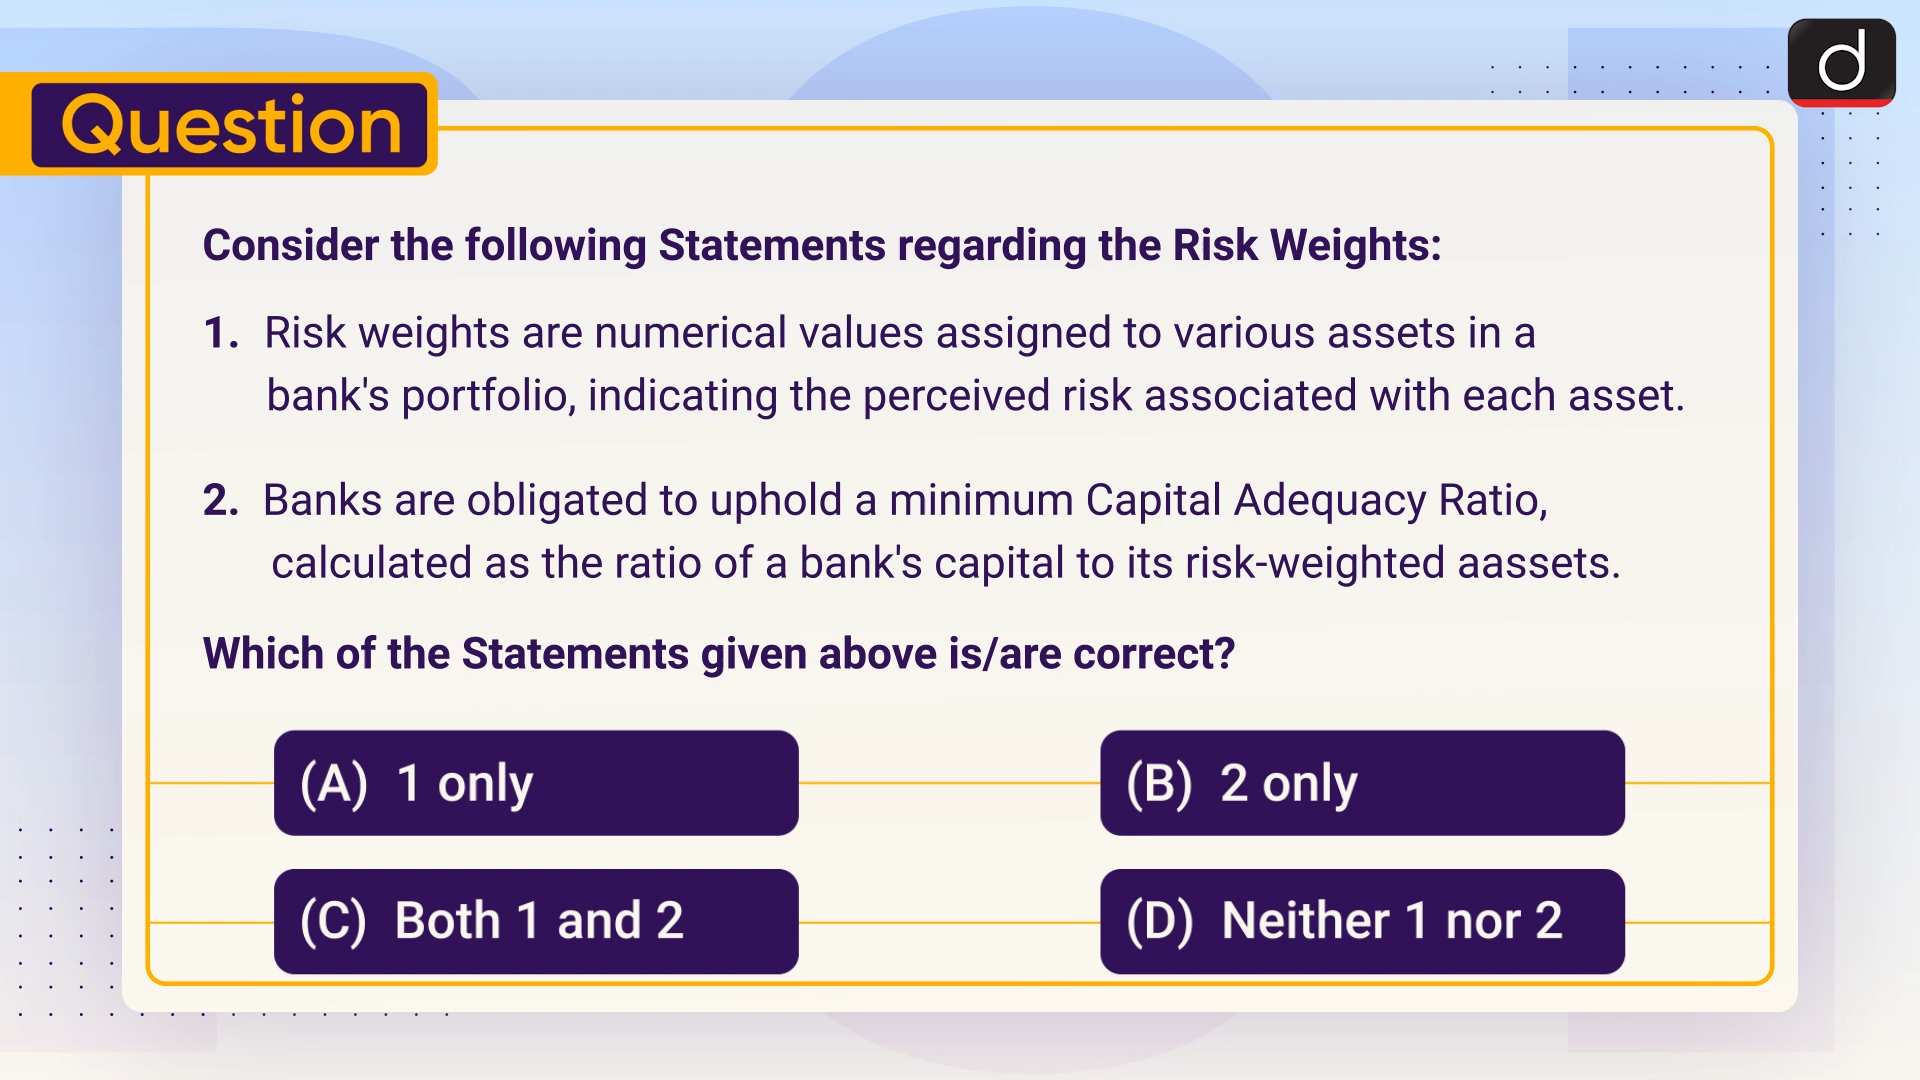 Question
Consider the following Statements regarding the Risk Weights:
1. Risk weights are numerical values assigned to various assets in a
bank's portfolio, indicating the perceived risk associated with each asset.
2. Banks are obligated to uphold a minimum Capital Adequacy Ratio,
calculated as the ratio of a bank's capital to its risk-weighted aassets.
Which of the Statements given above is/are correct?
(A) 1 only
(B) 2 only
(C) Both 1 and 2
(D) Neither 1 nor 2
d